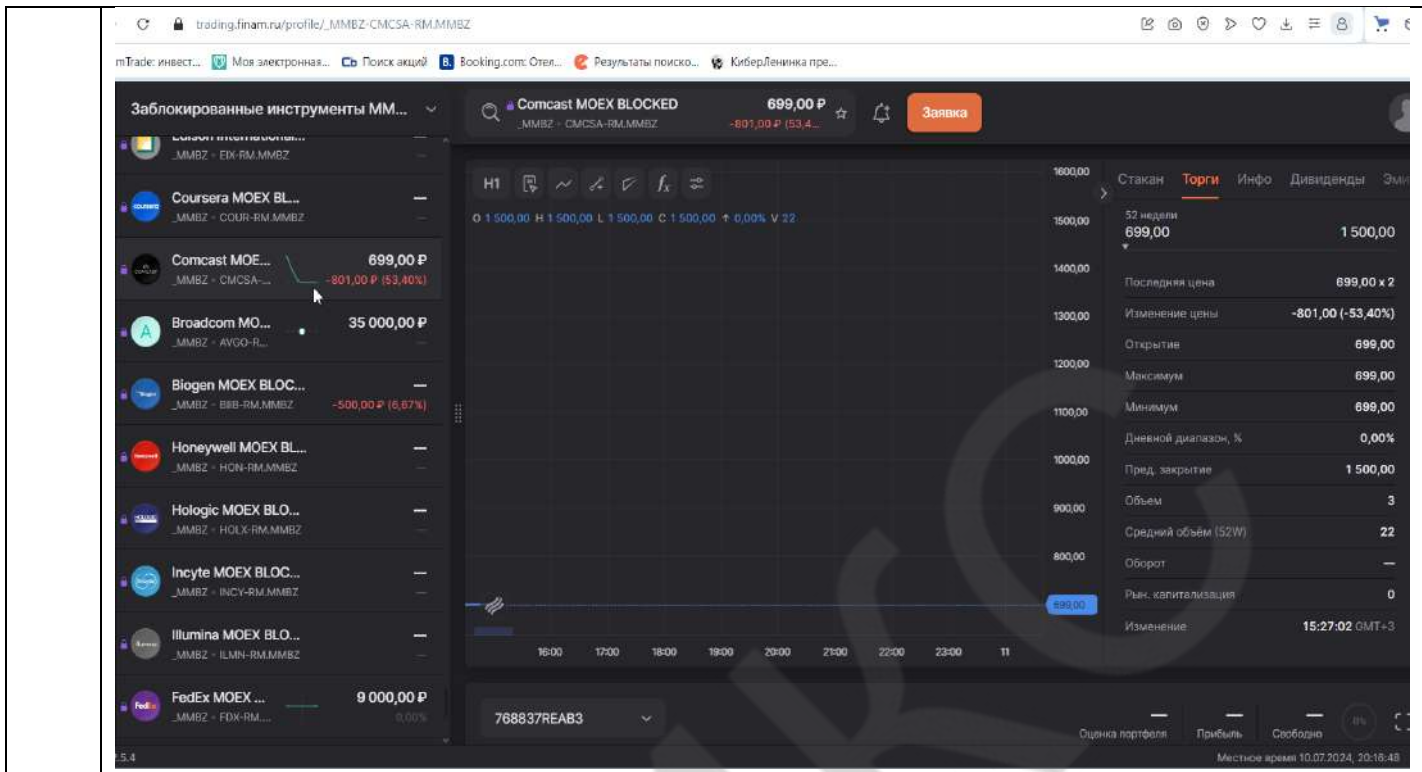 trading.finam.ru/profile/_MMBZ-CMCSA-RM.MMBZ
mTrade: инвест... Моя электронная... Поиск акций Booking.com: Отел... Результаты поиско... КиберЛенинка пре...
Заблокированные инструменты MM...
Edison International...
_MMBZ • EIX-RM.MMBZ
Coursera MOEX BL... —
_MMBZ • COUR-RM.MMBZ —
Comcast MOE... 699,00 ₽
_MMBZ • CMCSA-... -801,00 ₽ (53,40%)
Broadcom MO... 35 000,00 ₽
_MMBZ • AVGO-R... —
Biogen MOEX BLOC... —
_MMBZ • BIIB-RM.MMBZ -500,00 ₽ (6,67%)
Honeywell MOEX BL... —
_MMBZ • HON-RM.MMBZ —
Hologic MOEX BLO... —
_MMBZ • HOLX-RM.MMBZ —
Incyte MOEX BLOC... —
_MMBZ • INCY-RM.MMBZ —
Illumina MOEX BLO... —
_MMBZ • ILMN-RM.MMBZ —
FedEx MOEX ... 9 000,00 ₽
_MMBZ • FDX-RM.... 0,00%
2.5.4
Comcast MOEX BLOCKED 699,00 ₽
_MMBZ • CMCSA-RM.MMBZ -801,00 ₽ (53,4...
Заявка
H1 fx
O 1 500,00 H 1 500,00 L 1 500,00 C 1 500,00 ↑ 0,00% V 22
1600,00
1500,00
1400,00
1300,00
1200,00
1100,00
1000,00
900,00
800,00
699,00
16:00 17:00 18:00 19:00 20:00 21:00 22:00 23:00 11
Стакан Торги Инфо Дивиденды Эми
52 недели
699,00 1 500,00
Последняя цена 699,00 x 2
Изменение цены -801,00 (-53,40%)
Открытие 699,00
Максимум 699,00
Минимум 699,00
Дневной диапазон, % 0,00%
Пред. закрытие 1 500,00
Объем 3
Средний объём (52W) 22
Оборот —
Рын. капитализация 0
Изменение 15:27:02 GMT+3
768837REAB3
— — — 0%
Оценка портфеля Прибыль Свободно
Местное время 10.07.2024, 20:16:48